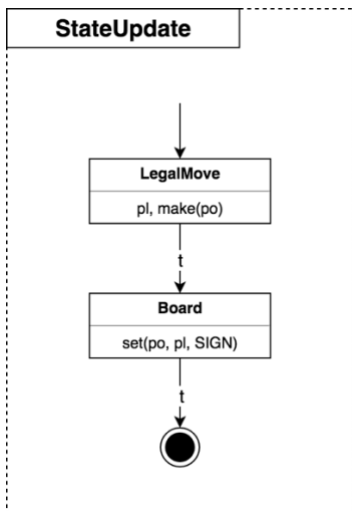 StateUpdate
LegalMove
pl, make(po)
t
Board
set(po, pl, SIGN)
t